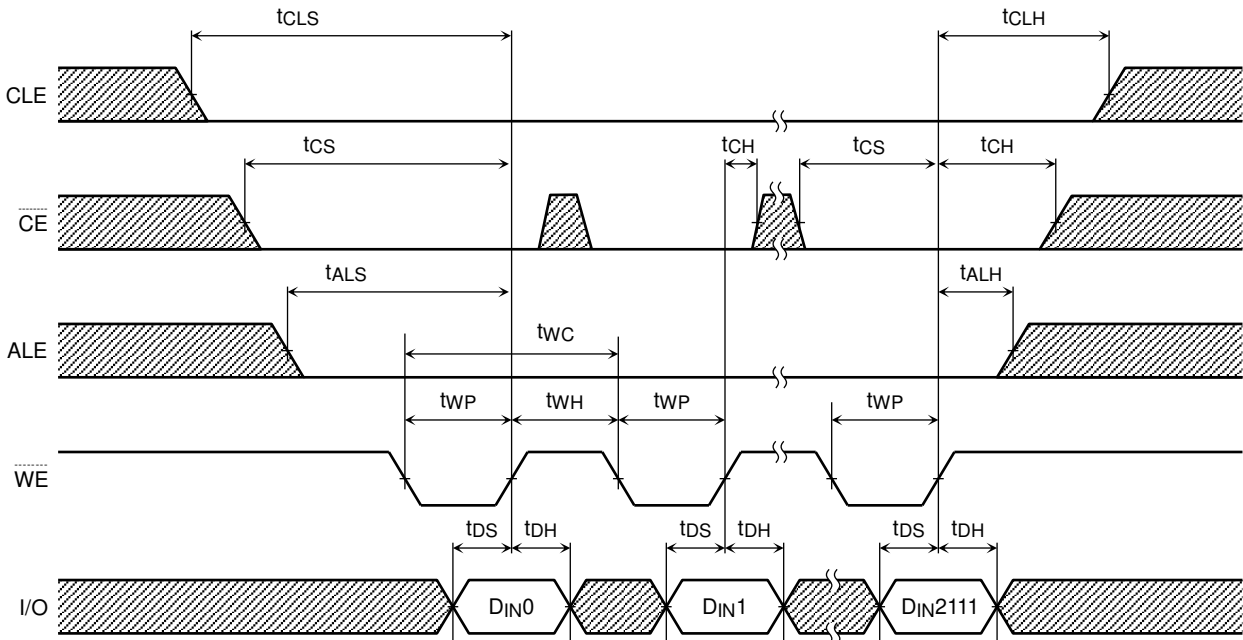 tCLS tCLH
CLE
tCS tCH tCS tCH
CE
tALS tALH
ALE
tWC
tWP tWH tWP tWP
WE
tDS tDH tDS tDH tDS tDH
I/O DIN0 DIN1 DIN2111